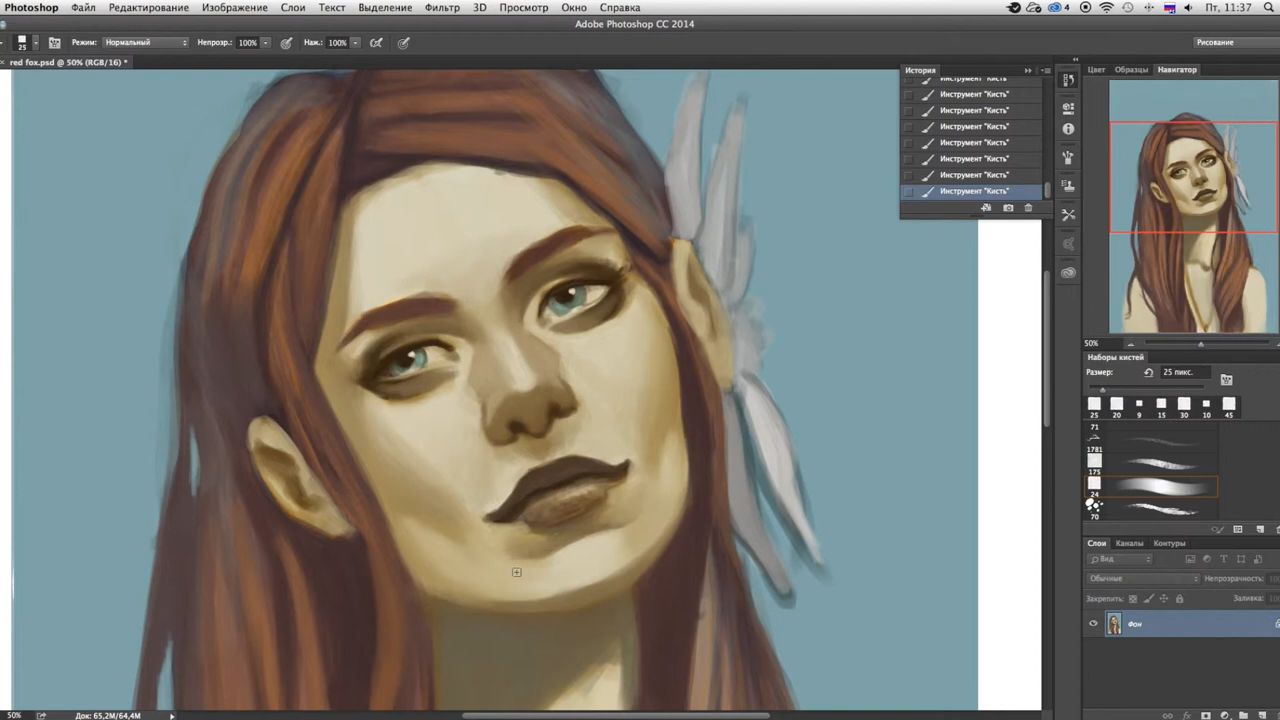 Photoshop Файл Редактирование Изображение Слои Текст Выделение Фильтр 3D Просмотр Окно Справка 4 Пт, 11:37
Adobe Photoshop CC 2014
25 Режим: Нормальный Непрозр.: 100% Наж.: 100% Рисование
× red fox.psd @ 50% (RGB/16) *
История
Инструмент "Кисть"
Инструмент "Кисть"
Инструмент "Кисть"
Инструмент "Кисть"
Инструмент "Кисть"
Инструмент "Кисть"
Инструмент "Кисть"
Инструмент "Кисть"
Цвет Образцы Навигатор
50%
Наборы кистей
Размер: 25 пикс.
25 20 9 15 30 10 45
71
1781
175
24
70
Слои Каналы Контуры
Вид
Обычные Непрозрачность:
Закрепить: Заливка:
Фон
50% Док: 65,2M/64,4M